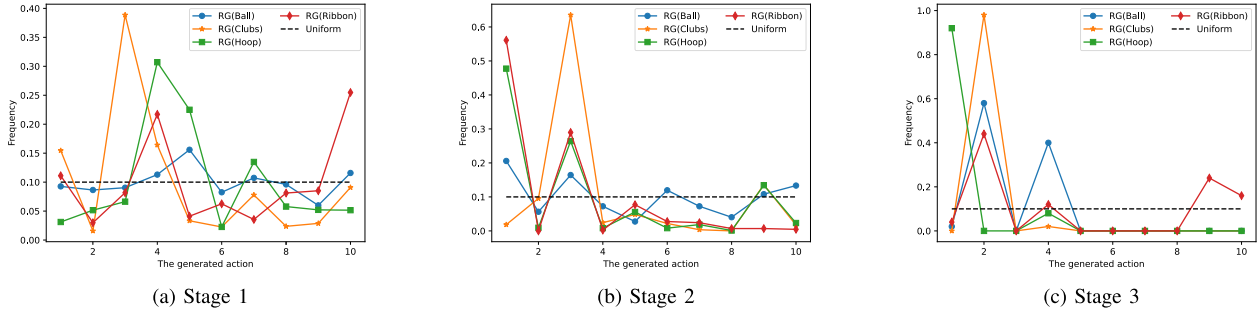 0.40
0.35
0.30
0.25
0.20
0.15
0.10
0.05
0.00
Frequency
RG(Ball)
RG(Clubs)
RG(Hoop)
RG(Ribbon)
Uniform
2 4 6 8 10
The generated action
(a) Stage 1
0.6
0.5
0.4
0.3
0.2
0.1
0.0
Frequency
RG(Ball)
RG(Clubs)
RG(Hoop)
RG(Ribbon)
Uniform
2 4 6 8 10
The generated action
(b) Stage 2
1.0
0.8
0.6
0.4
0.2
0.0
Frequency
RG(Ball)
RG(Clubs)
RG(Hoop)
RG(Ribbon)
Uniform
2 4 6 8 10
The generated action
(c) Stage 3